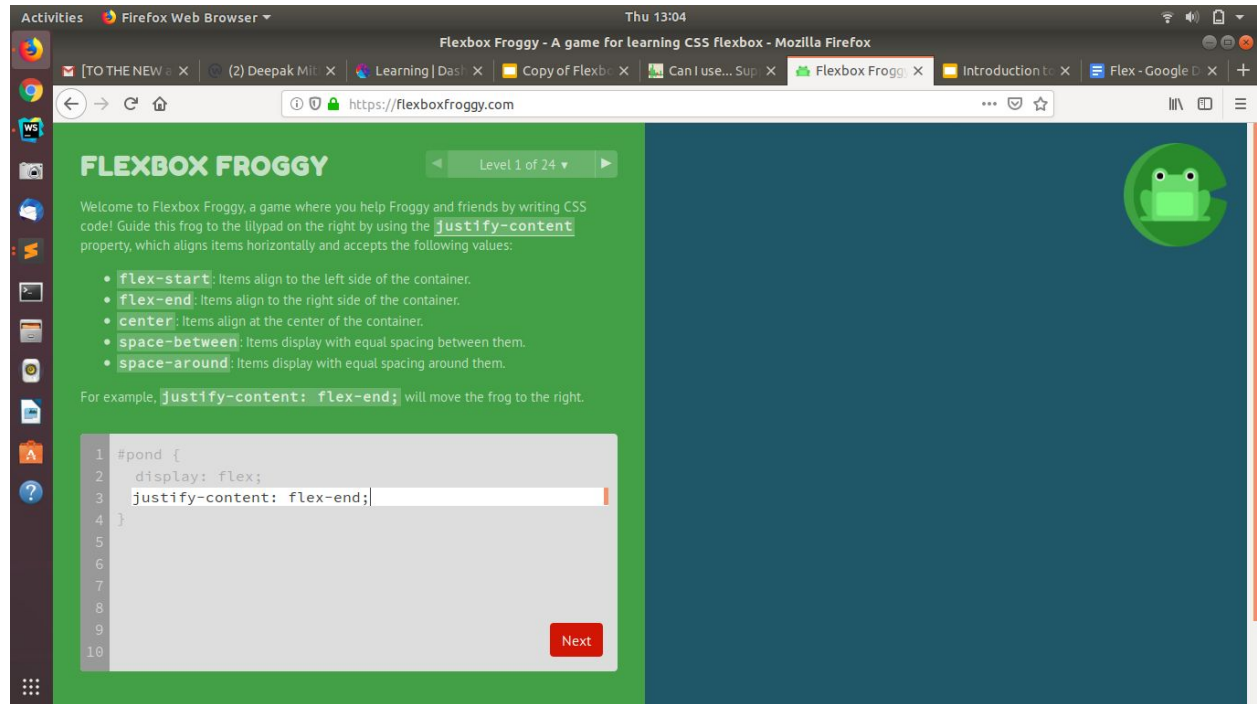 Activities Firefox Web Browser ▾ Thu 13:04
Flexbox Froggy - A game for learning CSS flexbox - Mozilla Firefox
[TO THE NEW (2) Deepak Mit Learning | Dash Copy of Flexbo Can I use... Sup Flexbox Froggy Introduction to Flex - Google D
https://flexboxfroggy.com
FLEXBOX FROGGY
Level 1 of 24 ▾
Welcome to Flexbox Froggy, a game where you help Froggy and friends by writing CSS
code! Guide this frog to the lilypad on the right by using the justify-content
property, which aligns items horizontally and accepts the following values:
• flex-start: Items align to the left side of the container.
• flex-end: Items align to the right side of the container.
• center: Items align at the center of the container.
• space-between: Items display with equal spacing between them.
• space-around: Items display with equal spacing around them.
For example, justify-content: flex-end; will move the frog to the right.
1 #pond {
2 display: flex;
3 justify-content: flex-end;
4 }
5
6
7
8
9
10
Next
WS